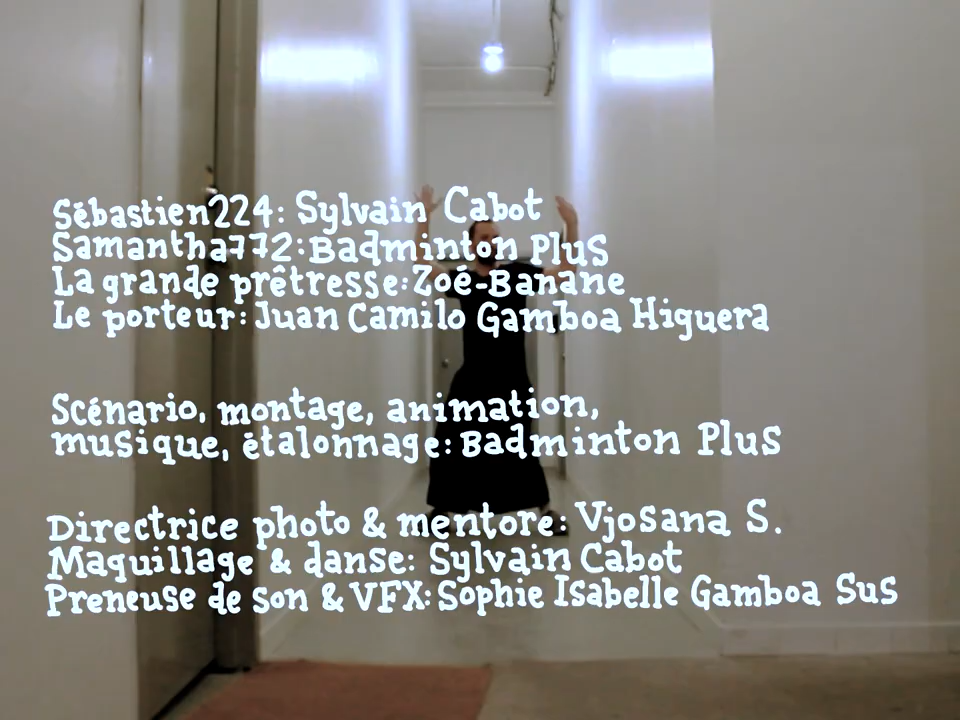 Sébastien224: Sylvain Cabot
Samantha772: Badminton Plus
La grande prêtresse: Zoé-Banane
Le porteur: Juan Camilo Gamboa Higuera
Scénario, montage, animation,
musique, étalonnage: Badminton Plus
Directrice photo & mentore: Vjosana S.
Maquillage & danse: Sylvain Cabot
Preneuse de son & VFX: Sophie Isabelle Gamboa Sus